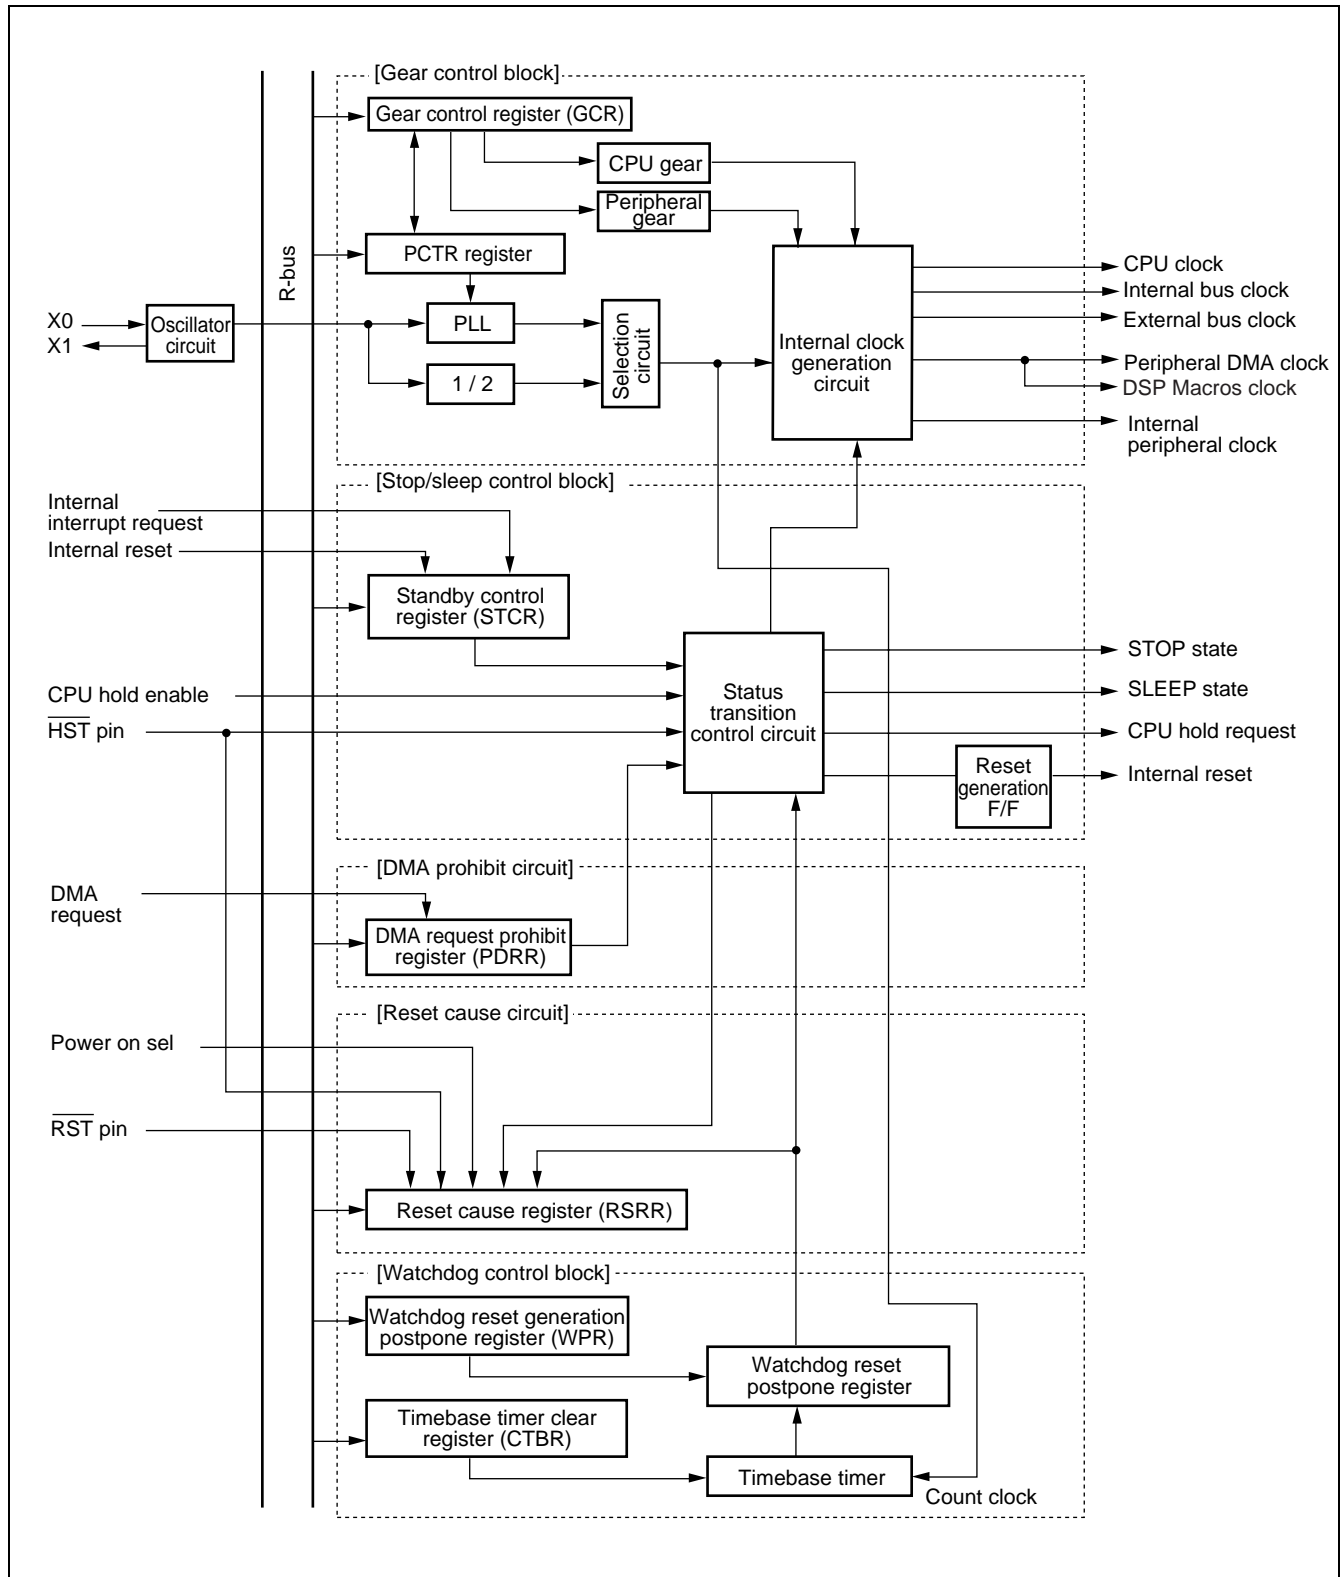 [Gear control block]
Gear control register (GCR)
CPU gear
Peripheral
gear
R-bus
PCTR register
X0
X1
Oscillator
circuit
PLL
1 / 2
Selection
circuit
Internal clock
generation
circuit
CPU clock
Internal bus clock
External bus clock
Peripheral DMA clock
DSP Macros clock
Internal
peripheral clock
[Stop/sleep control block]
Internal
interrupt request
Internal reset
Standby control
register (STCR)
CPU hold enable
HST pin
Status
transition
control circuit
STOP state
SLEEP state
CPU hold request
Reset
generation
F/F
Internal reset
[DMA prohibit circuit]
DMA
request
DMA request prohibit
register (PDRR)
[Reset cause circuit]
Power on sel
RST pin
Reset cause register (RSRR)
[Watchdog control block]
Watchdog reset generation
postpone register (WPR)
Watchdog reset
postpone register
Timebase timer clear
register (CTBR)
Timebase timer
Count clock